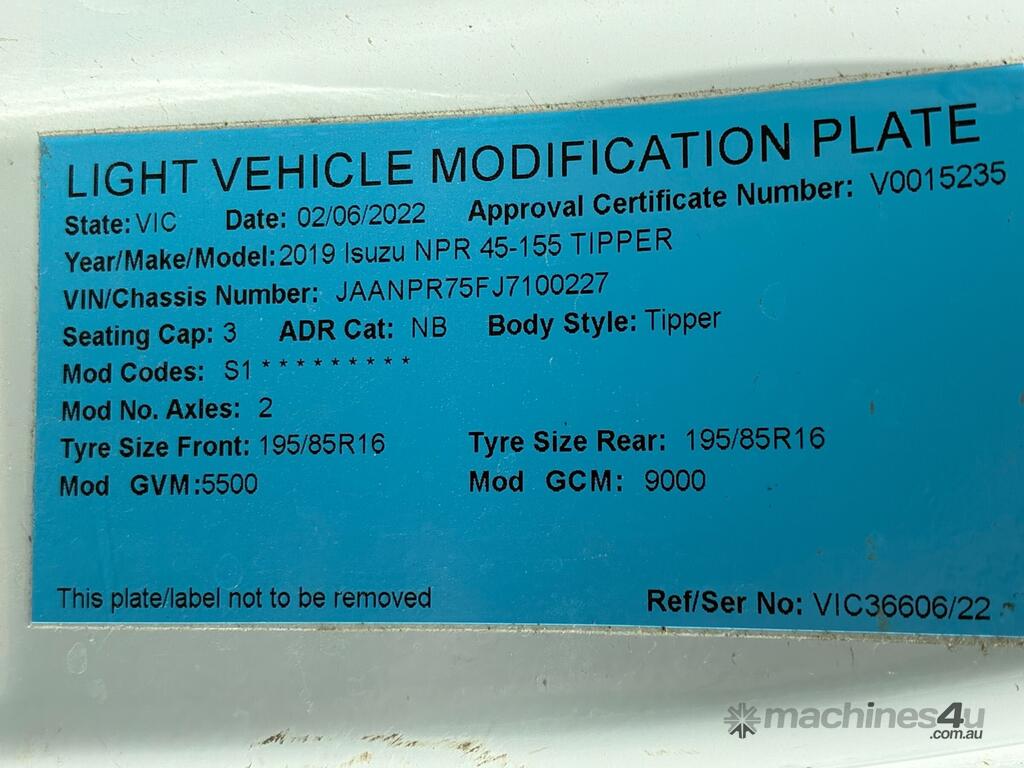 LIGHT VEHICLE MODIFICATION PLATE
State: VIC Date: 02/06/2022 Approval Certificate Number: V0015235
Year/Make/Model: 2019 Isuzu NPR 45-155 TIPPER
VIN/Chassis Number: JAANPR75FJ7100227
Seating Cap: 3 ADR Cat: NB Body Style: Tipper
Mod Codes: S1 * * * * * * * * *
Mod No. Axles: 2
Tyre Size Front: 195/85R16 Tyre Size Rear: 195/85R16
Mod GVM: 5500 Mod GCM: 9000
This plate/label not to be removed Ref/Ser No: VIC36606/22
machines4u
.com.au